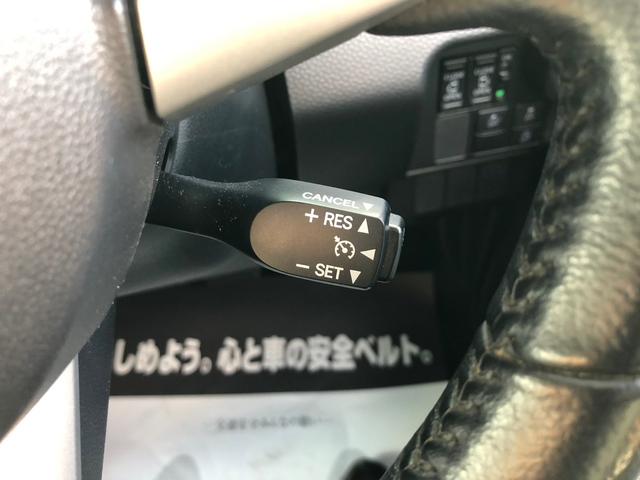 CANCEL▼
+ RES ▲
◀
− SET ▼
しめよう。心と車の安全ベルト。